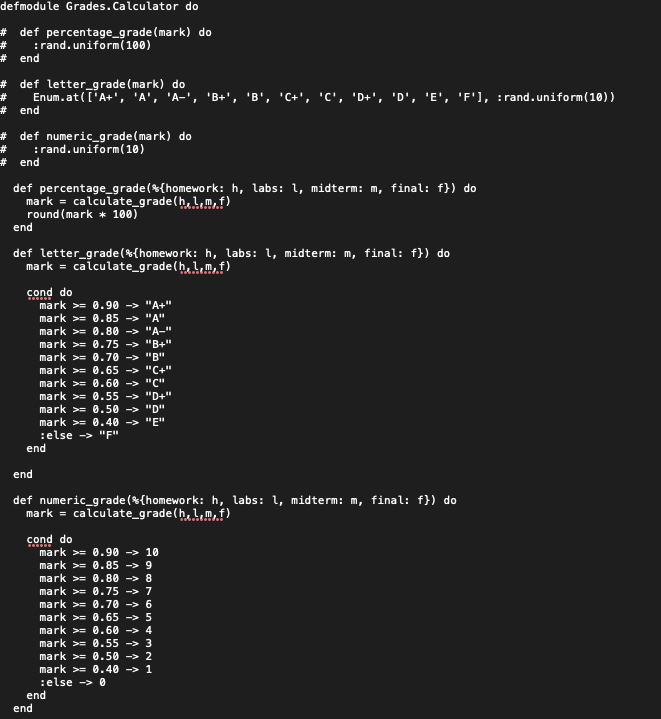 defmodule Grades.Calculator do

#  def percentage_grade(mark) do
#    :rand.uniform(100)
#  end

#  def letter_grade(mark) do
#    Enum.at(['A+', 'A', 'A-', 'B+', 'B', 'C+', 'C', 'D+', 'D', 'E', 'F'], :rand.uniform(10))
#  end

#  def numeric_grade(mark) do
#    :rand.uniform(10)
#  end

  def percentage_grade(%{homework: h, labs: l, midterm: m, final: f}) do
    mark = calculate_grade(h,l,m,f)
    round(mark * 100)
  end

  def letter_grade(%{homework: h, labs: l, midterm: m, final: f}) do
    mark = calculate_grade(h,l,m,f)

    cond do
      mark >= 0.90 -> "A+"
      mark >= 0.85 -> "A"
      mark >= 0.80 -> "A-"
      mark >= 0.75 -> "B+"
      mark >= 0.70 -> "B"
      mark >= 0.65 -> "C+"
      mark >= 0.60 -> "C"
      mark >= 0.55 -> "D+"
      mark >= 0.50 -> "D"
      mark >= 0.40 -> "E"
      :else -> "F"
    end

  end

  def numeric_grade(%{homework: h, labs: l, midterm: m, final: f}) do
    mark = calculate_grade(h,l,m,f)

    cond do
      mark >= 0.90 -> 10
      mark >= 0.85 -> 9
      mark >= 0.80 -> 8
      mark >= 0.75 -> 7
      mark >= 0.70 -> 6
      mark >= 0.65 -> 5
      mark >= 0.60 -> 4
      mark >= 0.55 -> 3
      mark >= 0.50 -> 2
      mark >= 0.40 -> 1
      :else -> 0
    end
  end